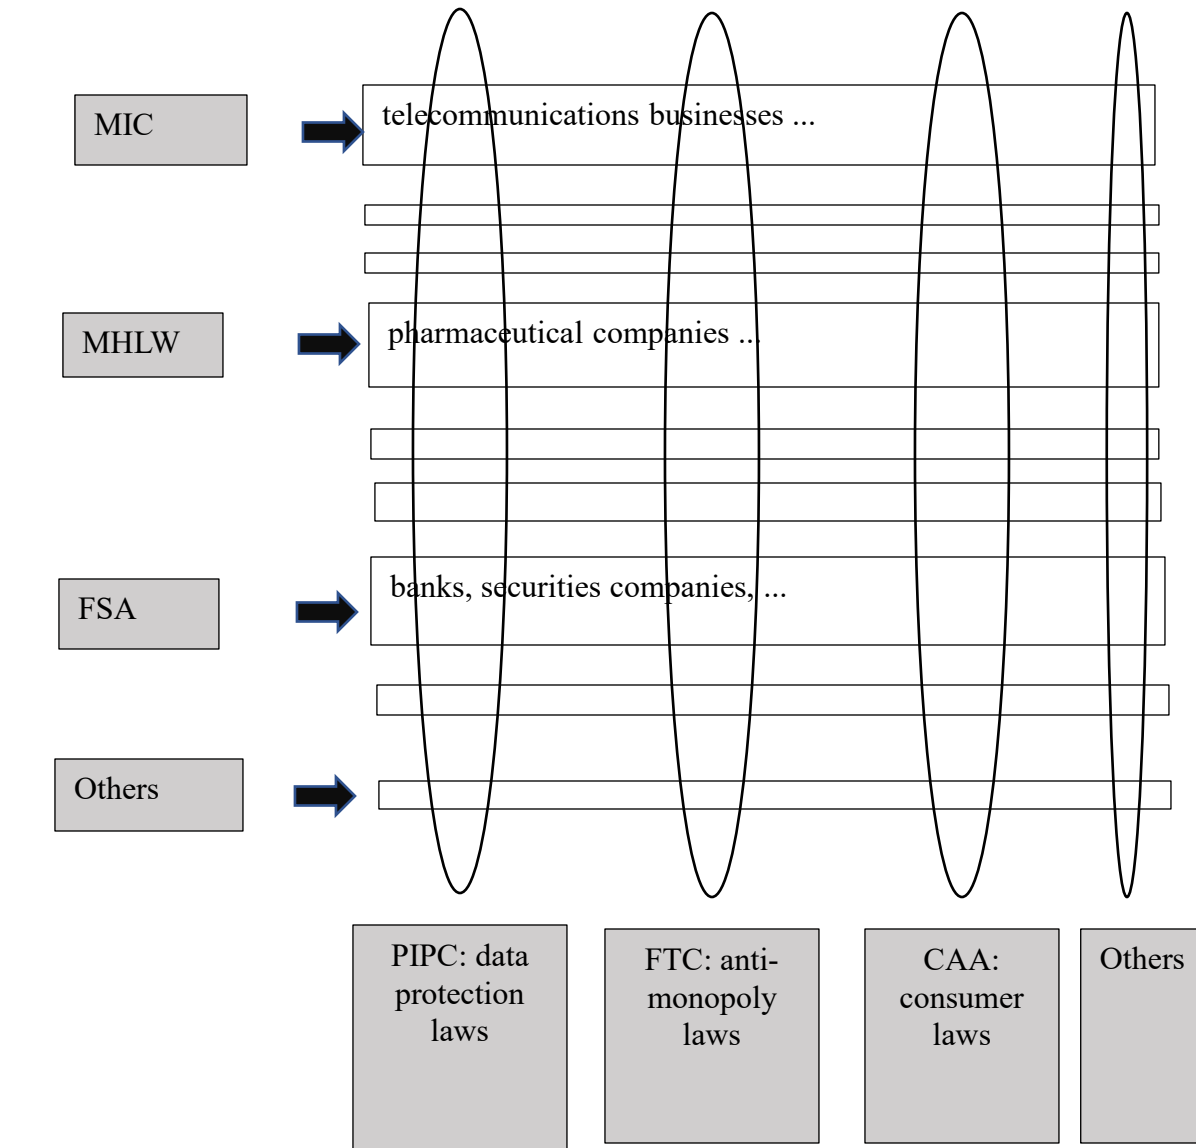 MIC
telecommunications businesses ...
MHLW
pharmaceutical companies ...
FSA
banks, securities companies, ...
Others
PIPC: data
protection
laws
FTC: anti-
monopoly
laws
CAA:
consumer
laws
Others